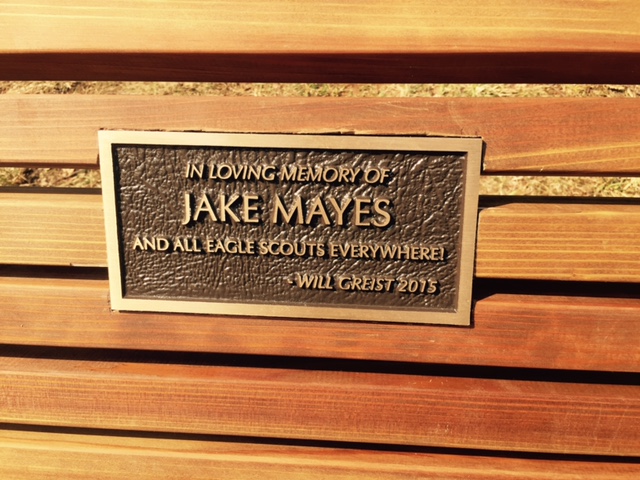 IN LOVING MEMORY OF
JAKE MAYES
AND ALL EAGLE SCOUTS EVERYWHERE!
- WILL GREIST 2015